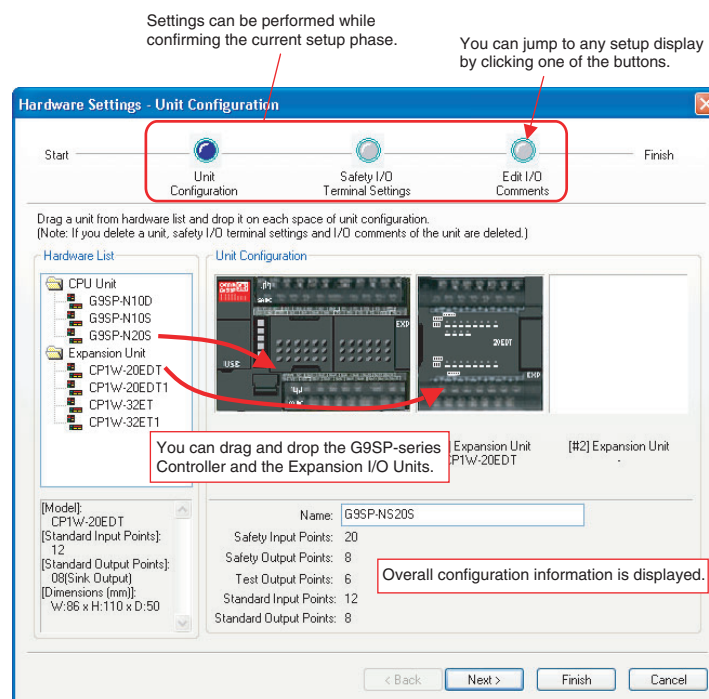 Settings can be performed while
confirming the current setup phase.
You can jump to any setup display
by clicking one of the buttons.
Hardware Settings - Unit Configuration
Start
Unit
Configuration
Safety I/O
Terminal Settings
Edit I/O
Comments
Finish
Drag a unit from hardware list and drop it on each space of unit configuration.
(Note: If you delete a unit, safety I/O terminal settings and I/O comments of the unit are deleted.)
Hardware List
CPU Unit
G9SP-N10D
G9SP-N10S
G9SP-N20S
Expansion Unit
CP1W-20EDT
CP1W-20EDT1
CP1W-32ET
CP1W-32ET1
Unit Configuration
EXP
USB
20EDT
EXP
You can drag and drop the G9SP-series
Controller and the Expansion I/O Units.
Expansion Unit
CP1W-20EDT
[#2] Expansion Unit
-
[Model]:
CP1W-20EDT
[Standard Input Points]:
12
[Standard Output Points]:
08(Sink Output)
[Dimensions (mm)]:
W:86 x H:110 x D:50
Name: G9SP-NS20S
Safety Input Points: 20
Safety Output Points: 8
Test Output Points: 6
Standard Input Points: 12
Standard Output Points: 8
Overall configuration information is displayed.
< Back
Next >
Finish
Cancel